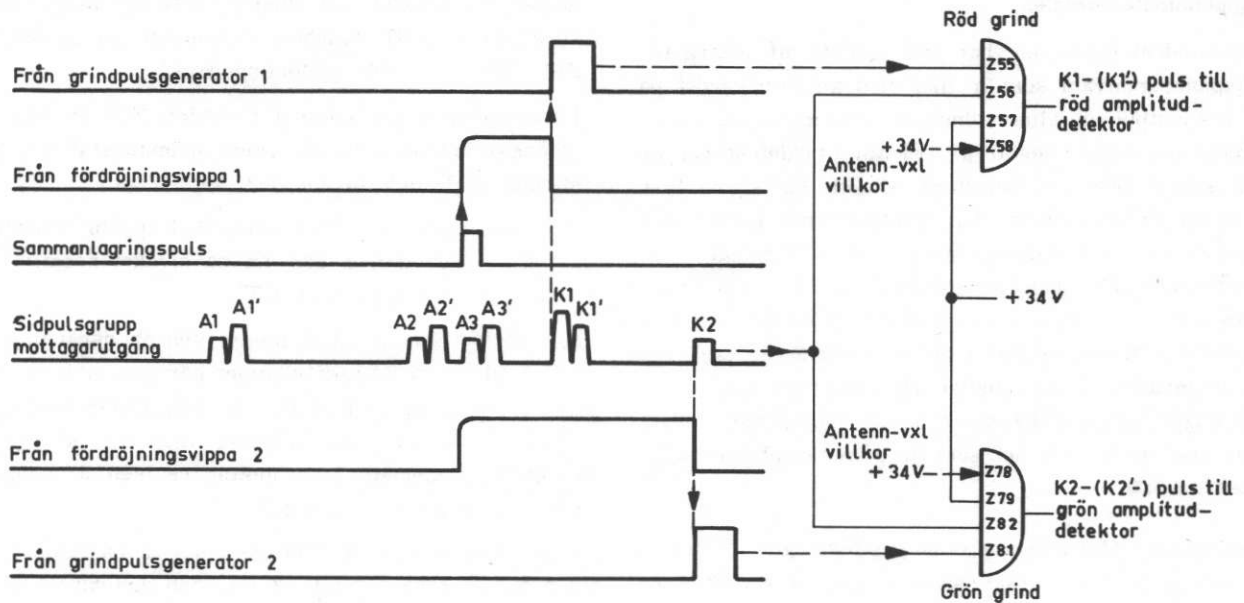 Röd grind
Från grindpulsgenerator 1
Z55
Z56
Z57
Z58
K1-(K1'-) puls till
röd amplitud-
detektor
+34V
Antenn-vxl
villkor
Från fördröjningsvippa 1
Sammanlagringspuls
+34V
Sidpulsgrupp
mottagarutgång
A1
A1'
A2
A2'
A3
A3'
K1
K1'
K2
Från fördröjningsvippa 2
Antenn-vxl
villkor
+34V
Z78
Z79
Z82
Z81
K2-(K2'-) puls till
grön amplitud-
detektor
Från grindpulsgenerator 2
Grön grind